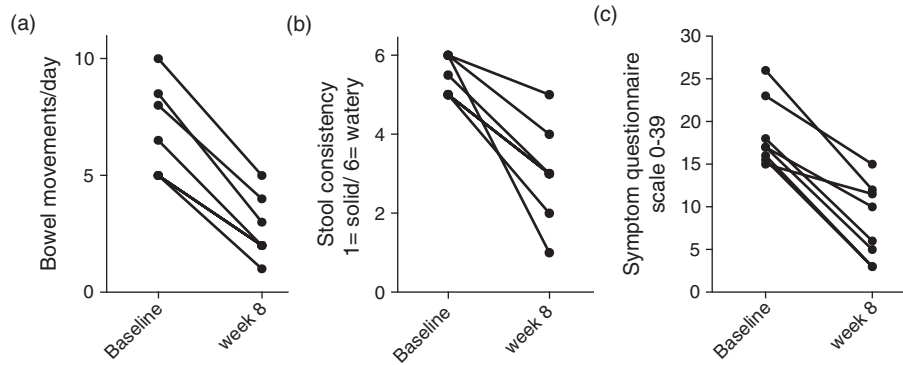 (a)
Bowel movements/day
10
5
0
Baseline
week 8
(b)
Stool consistency
1= solid/ 6= watery
6
4
2
0
Baseline
week 8
(c)
Symptom questionnaire
scale 0-39
30
25
20
15
10
5
0
Baseline
week 8